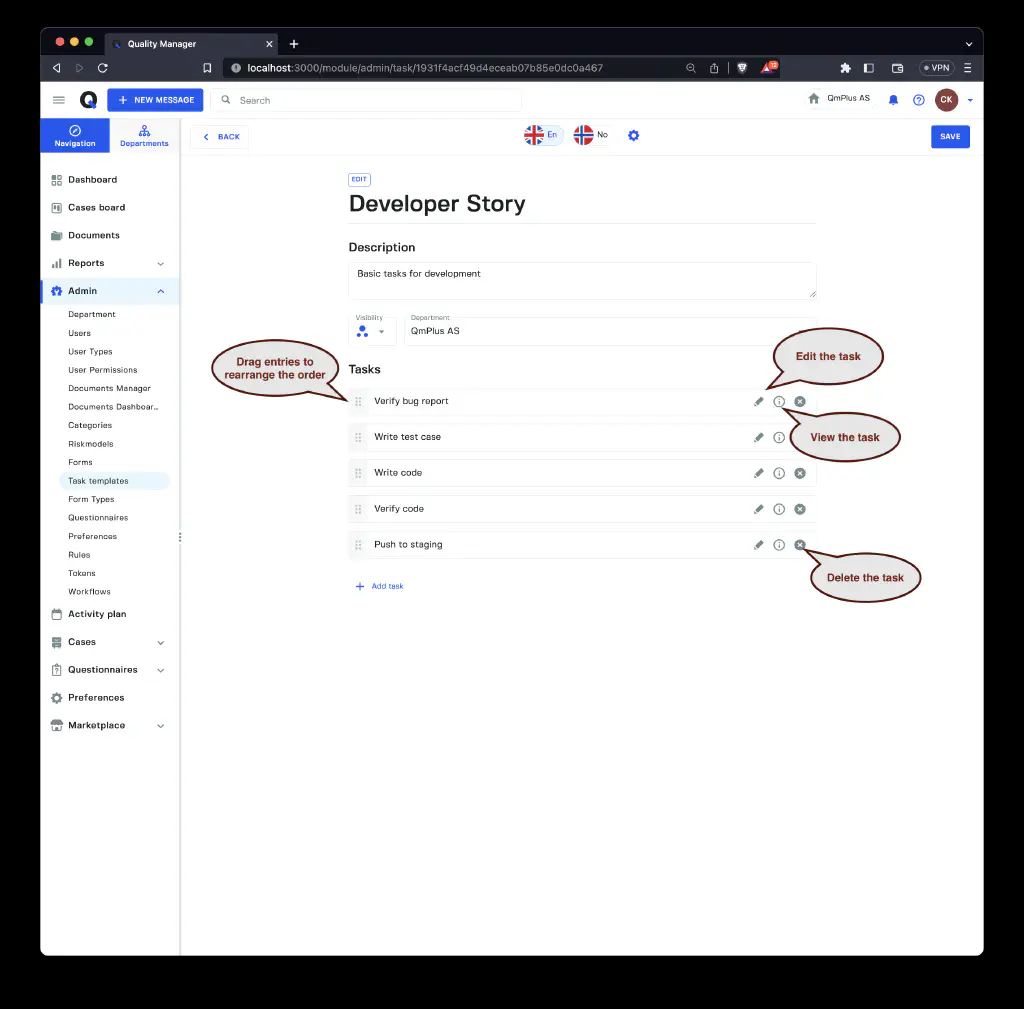 Quality Manager
localhost:3000/module/admin/task/1931f4acf49d4eceab07b85e0dc0a467
12
VPN
NEW MESSAGE
Search
QmPlus AS
CK
Navigation
Departments
BACK
En
No
SAVE
Dashboard
Cases board
Documents
Reports
Admin
Department
Users
User Types
User Permissions
Documents Manager
Documents Dashboar...
Categories
Riskmodels
Forms
Task templates
Form Types
Questionnaires
Preferences
Rules
Tokens
Workflows
Activity plan
Cases
Questionnaires
Preferences
Marketplace
EDIT
Developer Story
Description
Basic tasks for development
Visibility
Department
QmPlus AS
Tasks
Drag entries to
rearrange the order
Edit the task
Verify bug report
View the task
Write test case
Write code
Verify code
Push to staging
Delete the task
Add task